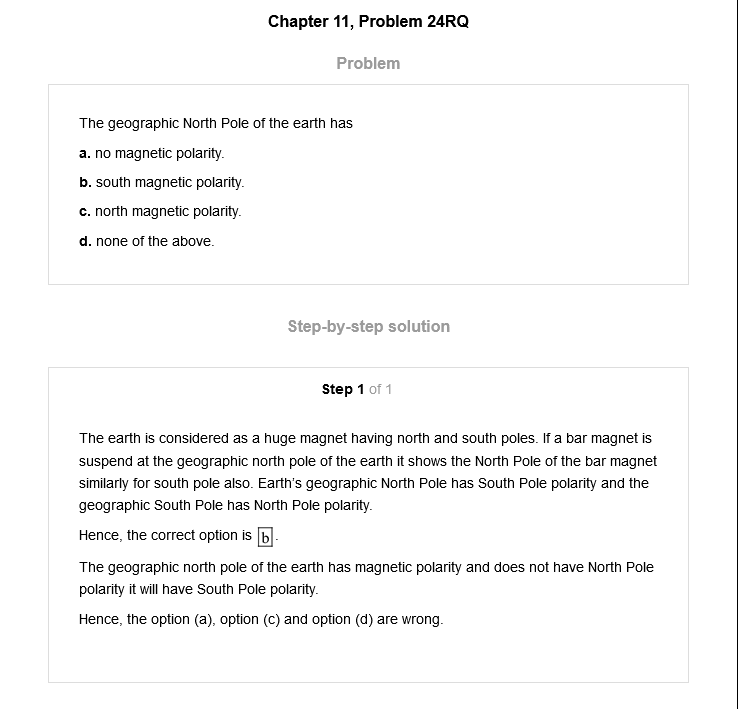 Chapter 11, Problem 24RQ
Problem
The geographic North Pole of the earth has
a. no magnetic polarity.
b. south magnetic polarity.
c. north magnetic polarity.
d. none of the above.
Step-by-step solution
Step 1 of 1
The earth is considered as a huge magnet having north and south poles. If a bar magnet is
suspend at the geographic north pole of the earth it shows the North Pole of the bar magnet
similarly for south pole also. Earth's geographic North Pole has South Pole polarity and the
geographic South Pole has North Pole polarity.
Hence, the correct option is b.
The geographic north pole of the earth has magnetic polarity and does not have North Pole
polarity it will have South Pole polarity.
Hence, the option (a), option (c) and option (d) are wrong.